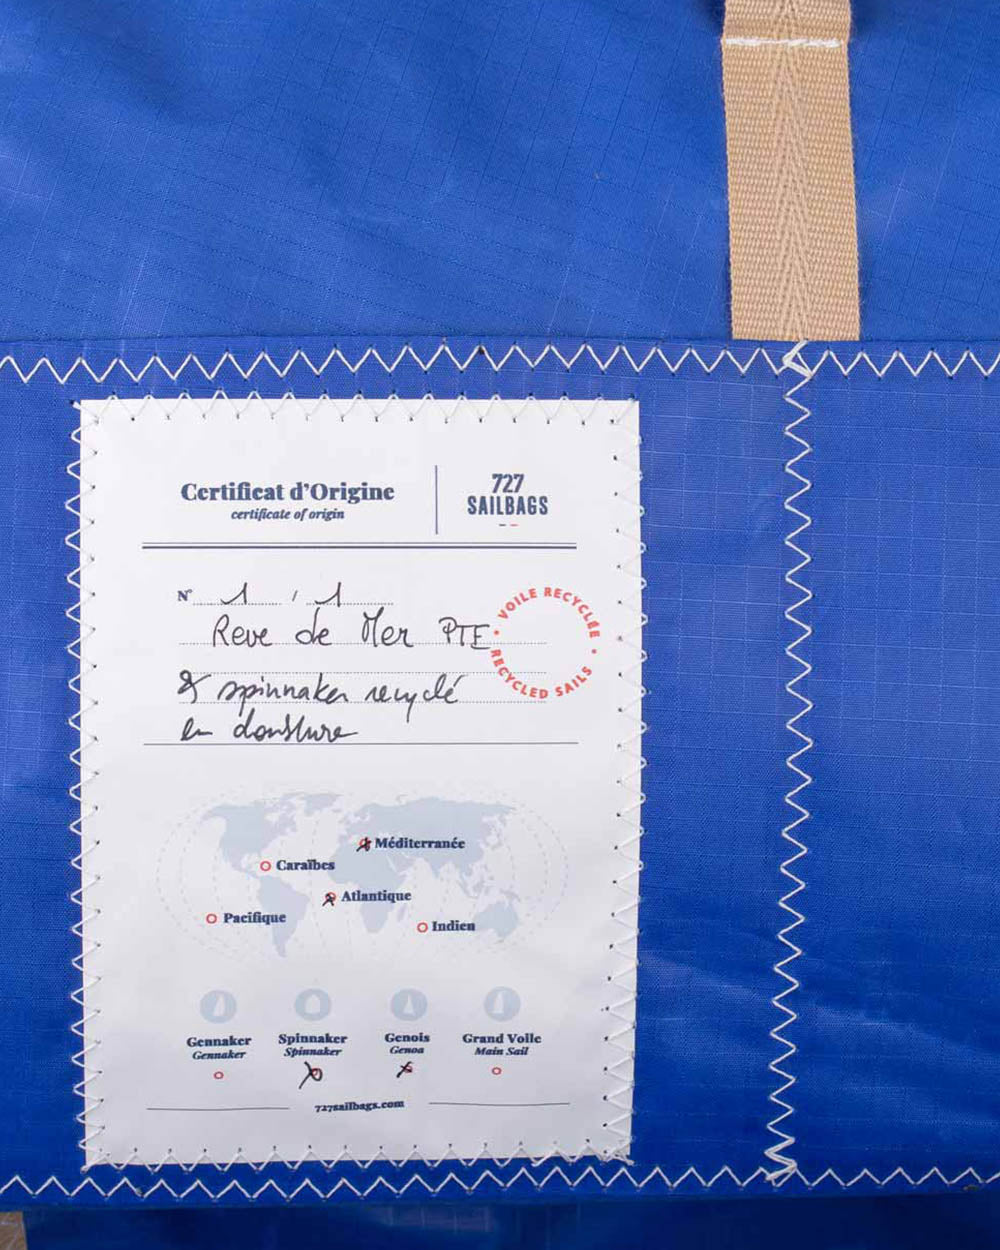 Certificat d'Origine
certificate of origin
727
SAILBAGS
N° 1 / 1
Reve de Mer PTE
VOILE RECYCLÉE
RECYCLED SAILS
& spinnaker recyclé
en doublure
Méditerranée
Caraïbes
Atlantique
Pacifique
Indien
Gennaker Spinnaker Genois Grand Voile
Gennaker Spinnaker Genoa Main Sail
727sailbags.com